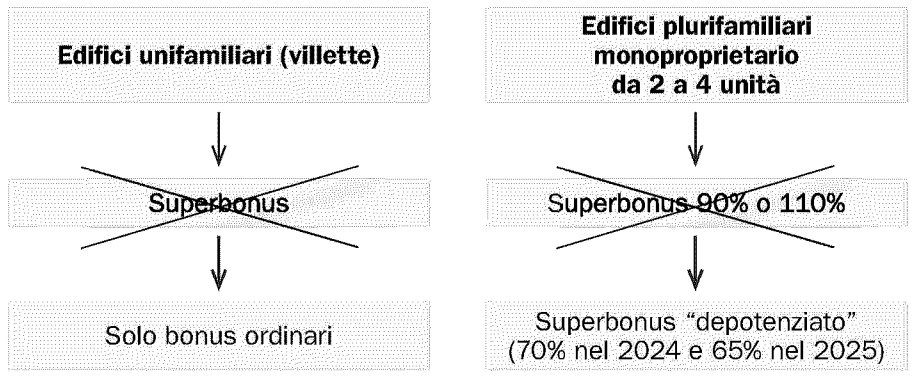 Edifici unifamiliari (villette)
Superbonus
Solo bonus ordinari
Edifici plurifamiliari
monoproprietario
da 2 a 4 unità
Superbonus 90% o 110%
Superbonus “depotenziato”
(70% nel 2024 e 65% nel 2025)